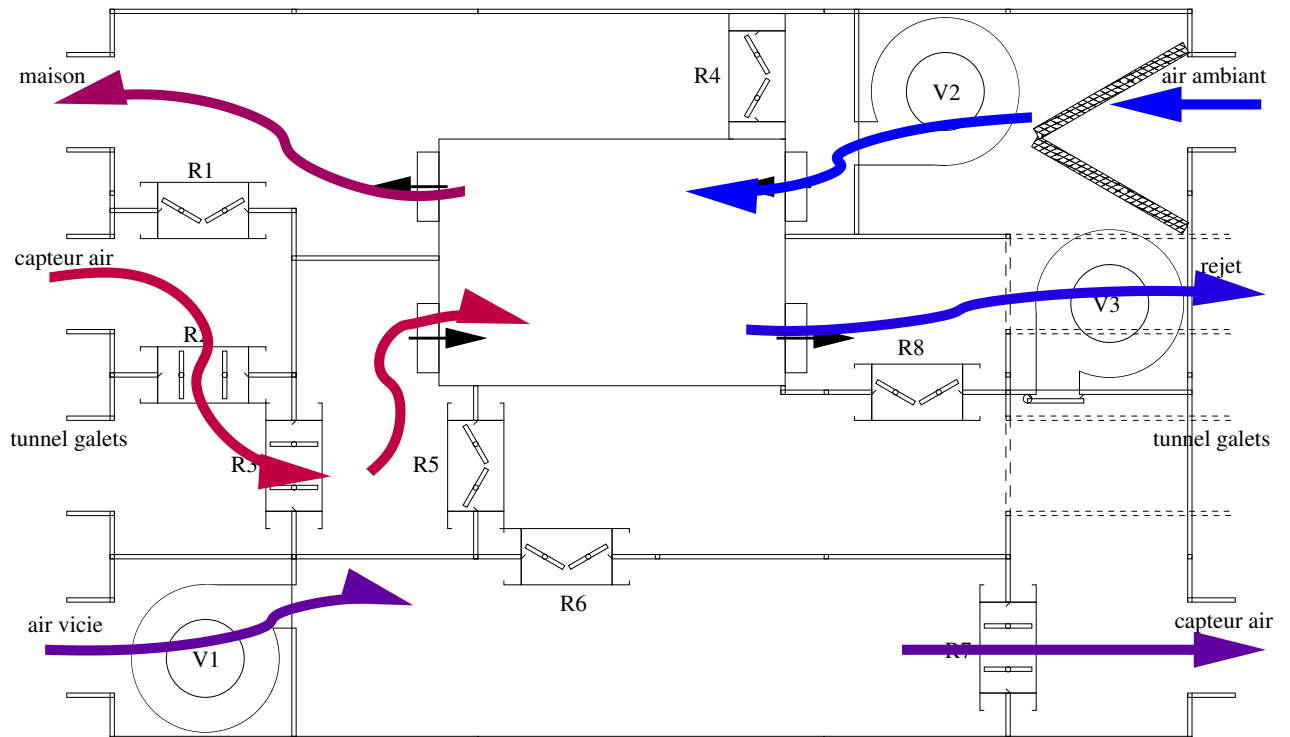 maison
R4
V2
air ambiant
R1
capteur air
rejet
V3
R2
R8
tunnel galets
R3
R5
tunnel galets
R6
air vicie
V1
R7
capteur air